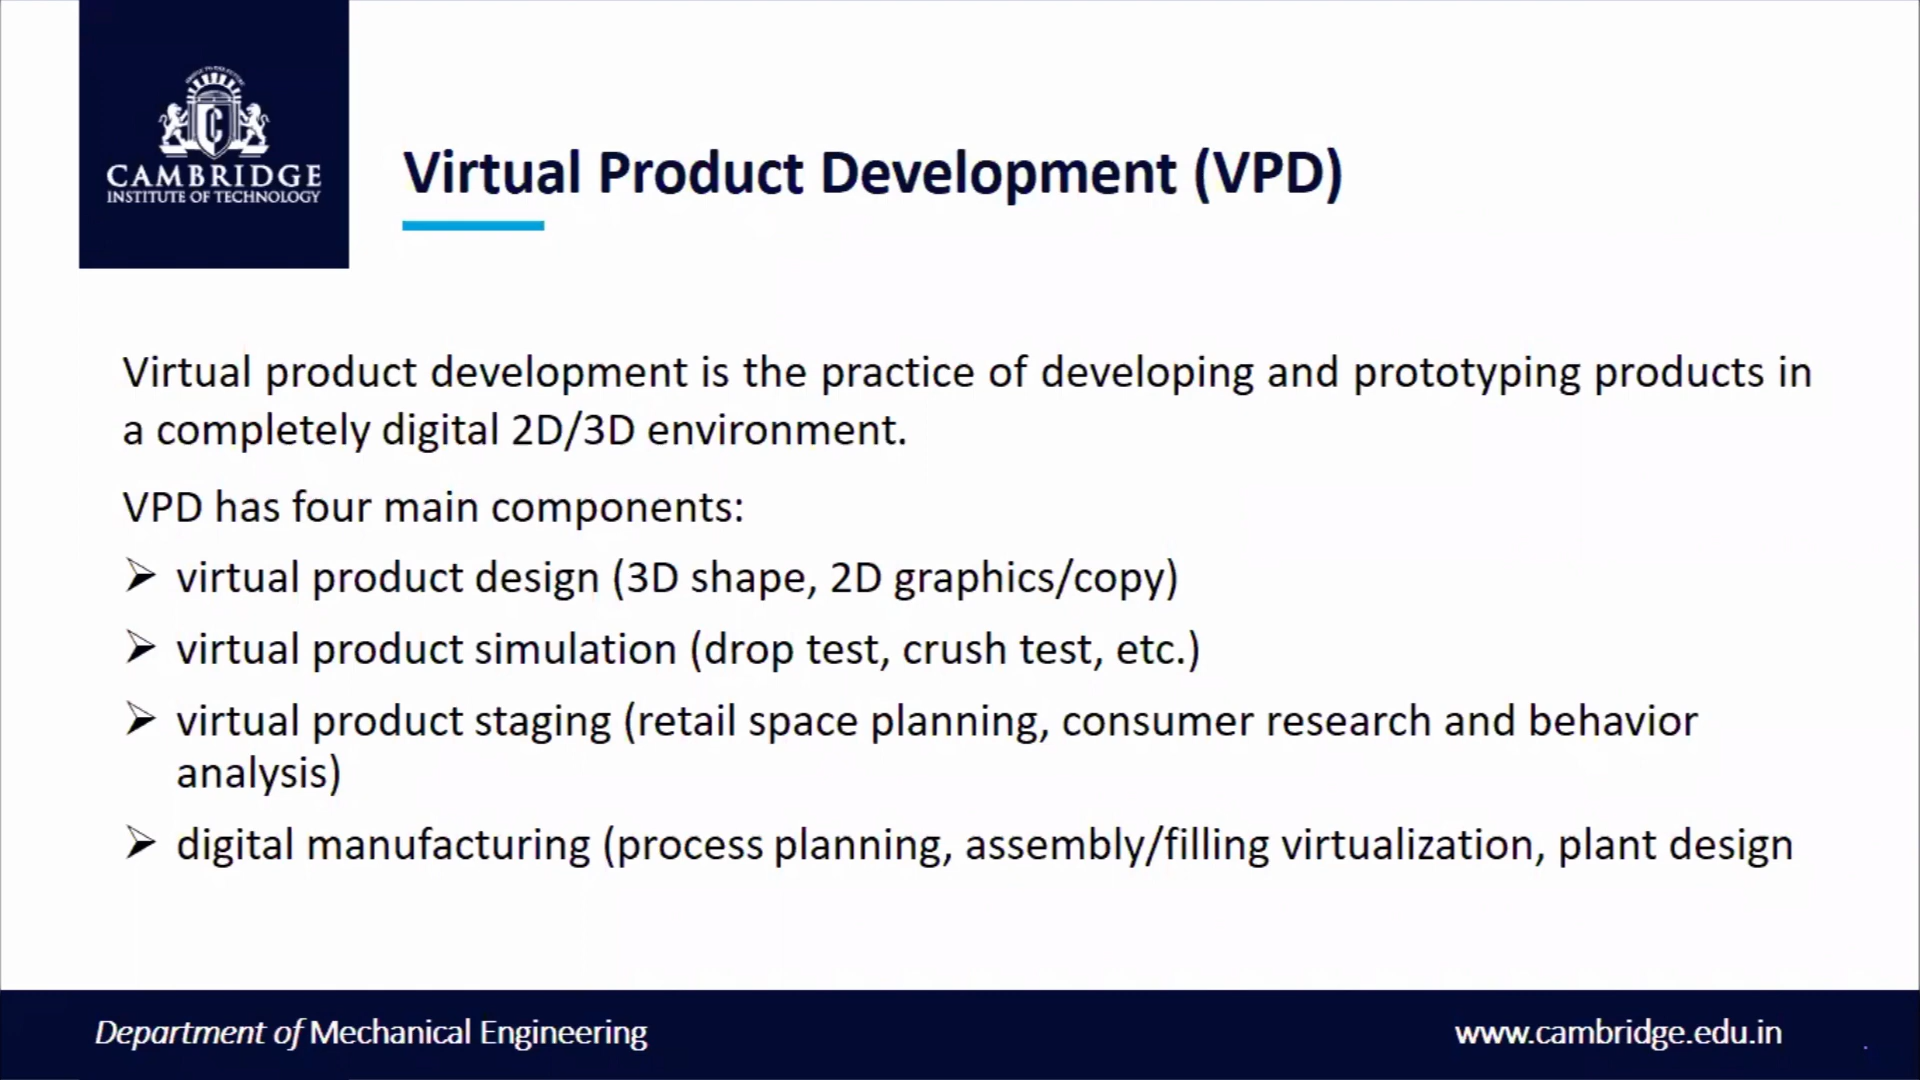 CAMBRIDGE
INSTITUTE OF TECHNOLOGY
Virtual Product Development (VPD)
Virtual product development is the practice of developing and prototyping products in
a completely digital 2D/3D environment.
VPD has four main components:
➢ virtual product design (3D shape, 2D graphics/copy)
➢ virtual product simulation (drop test, crush test, etc.)
➢ virtual product staging (retail space planning, consumer research and behavior
analysis)
➢ digital manufacturing (process planning, assembly/filling virtualization, plant design
Department of Mechanical Engineering
www.cambridge.edu.in